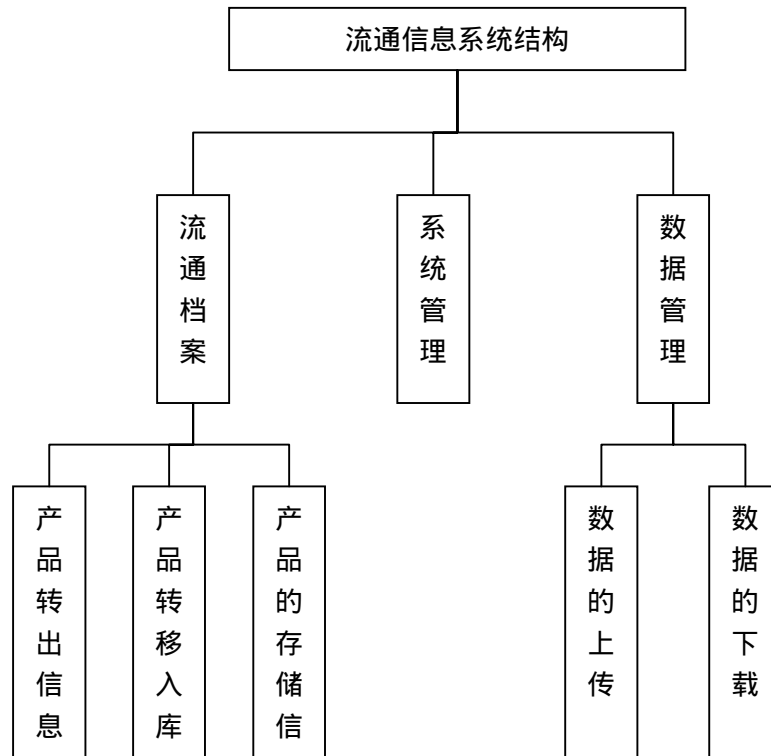 流通信息系统结构
流通档案
系统管理
数据管理
产品转出信息
产品转移入库
产品的存储信
数据的上传
数据的下载